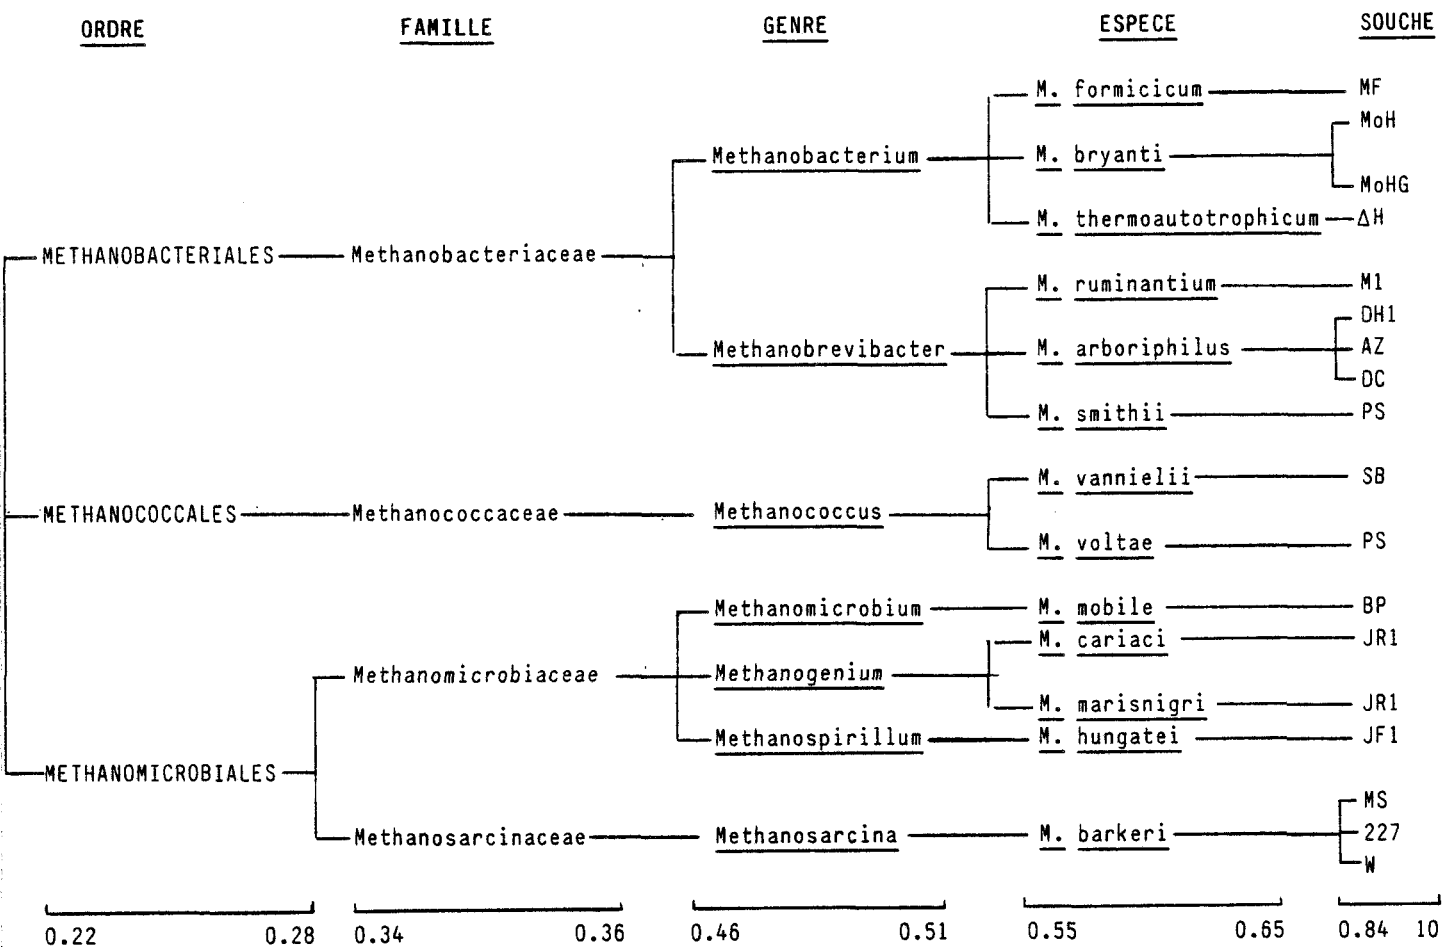 ORDRE FAMILLE GENRE ESPECE SOUCHE
M. formicicum MF
MoH
Methanobacterium M. bryanti
MoHG
M. thermoautotrophicum ΔH
METHANOBACTERIALES Methanobacteriaceae
M. ruminantium M1
DH1
Methanobrevibacter M. arboriphilus AZ
DC
M. smithii PS
M. vannielii SB
METHANOCOCCALES Methanococcaceae Methanococcus
M. voltae PS
Methanomicrobium M. mobile BP
M. cariaci JR1
Methanomicrobiaceae Methanogenium
M. marisnigri JR1
Methanospirillum M. hungatei JF1
METHANOMICROBIALES
MS
Methanosarcinaceae Methanosarcina M. barkeri 227
W
0.22 0.28 0.34 0.36 0.46 0.51 0.55 0.65 0.84 10